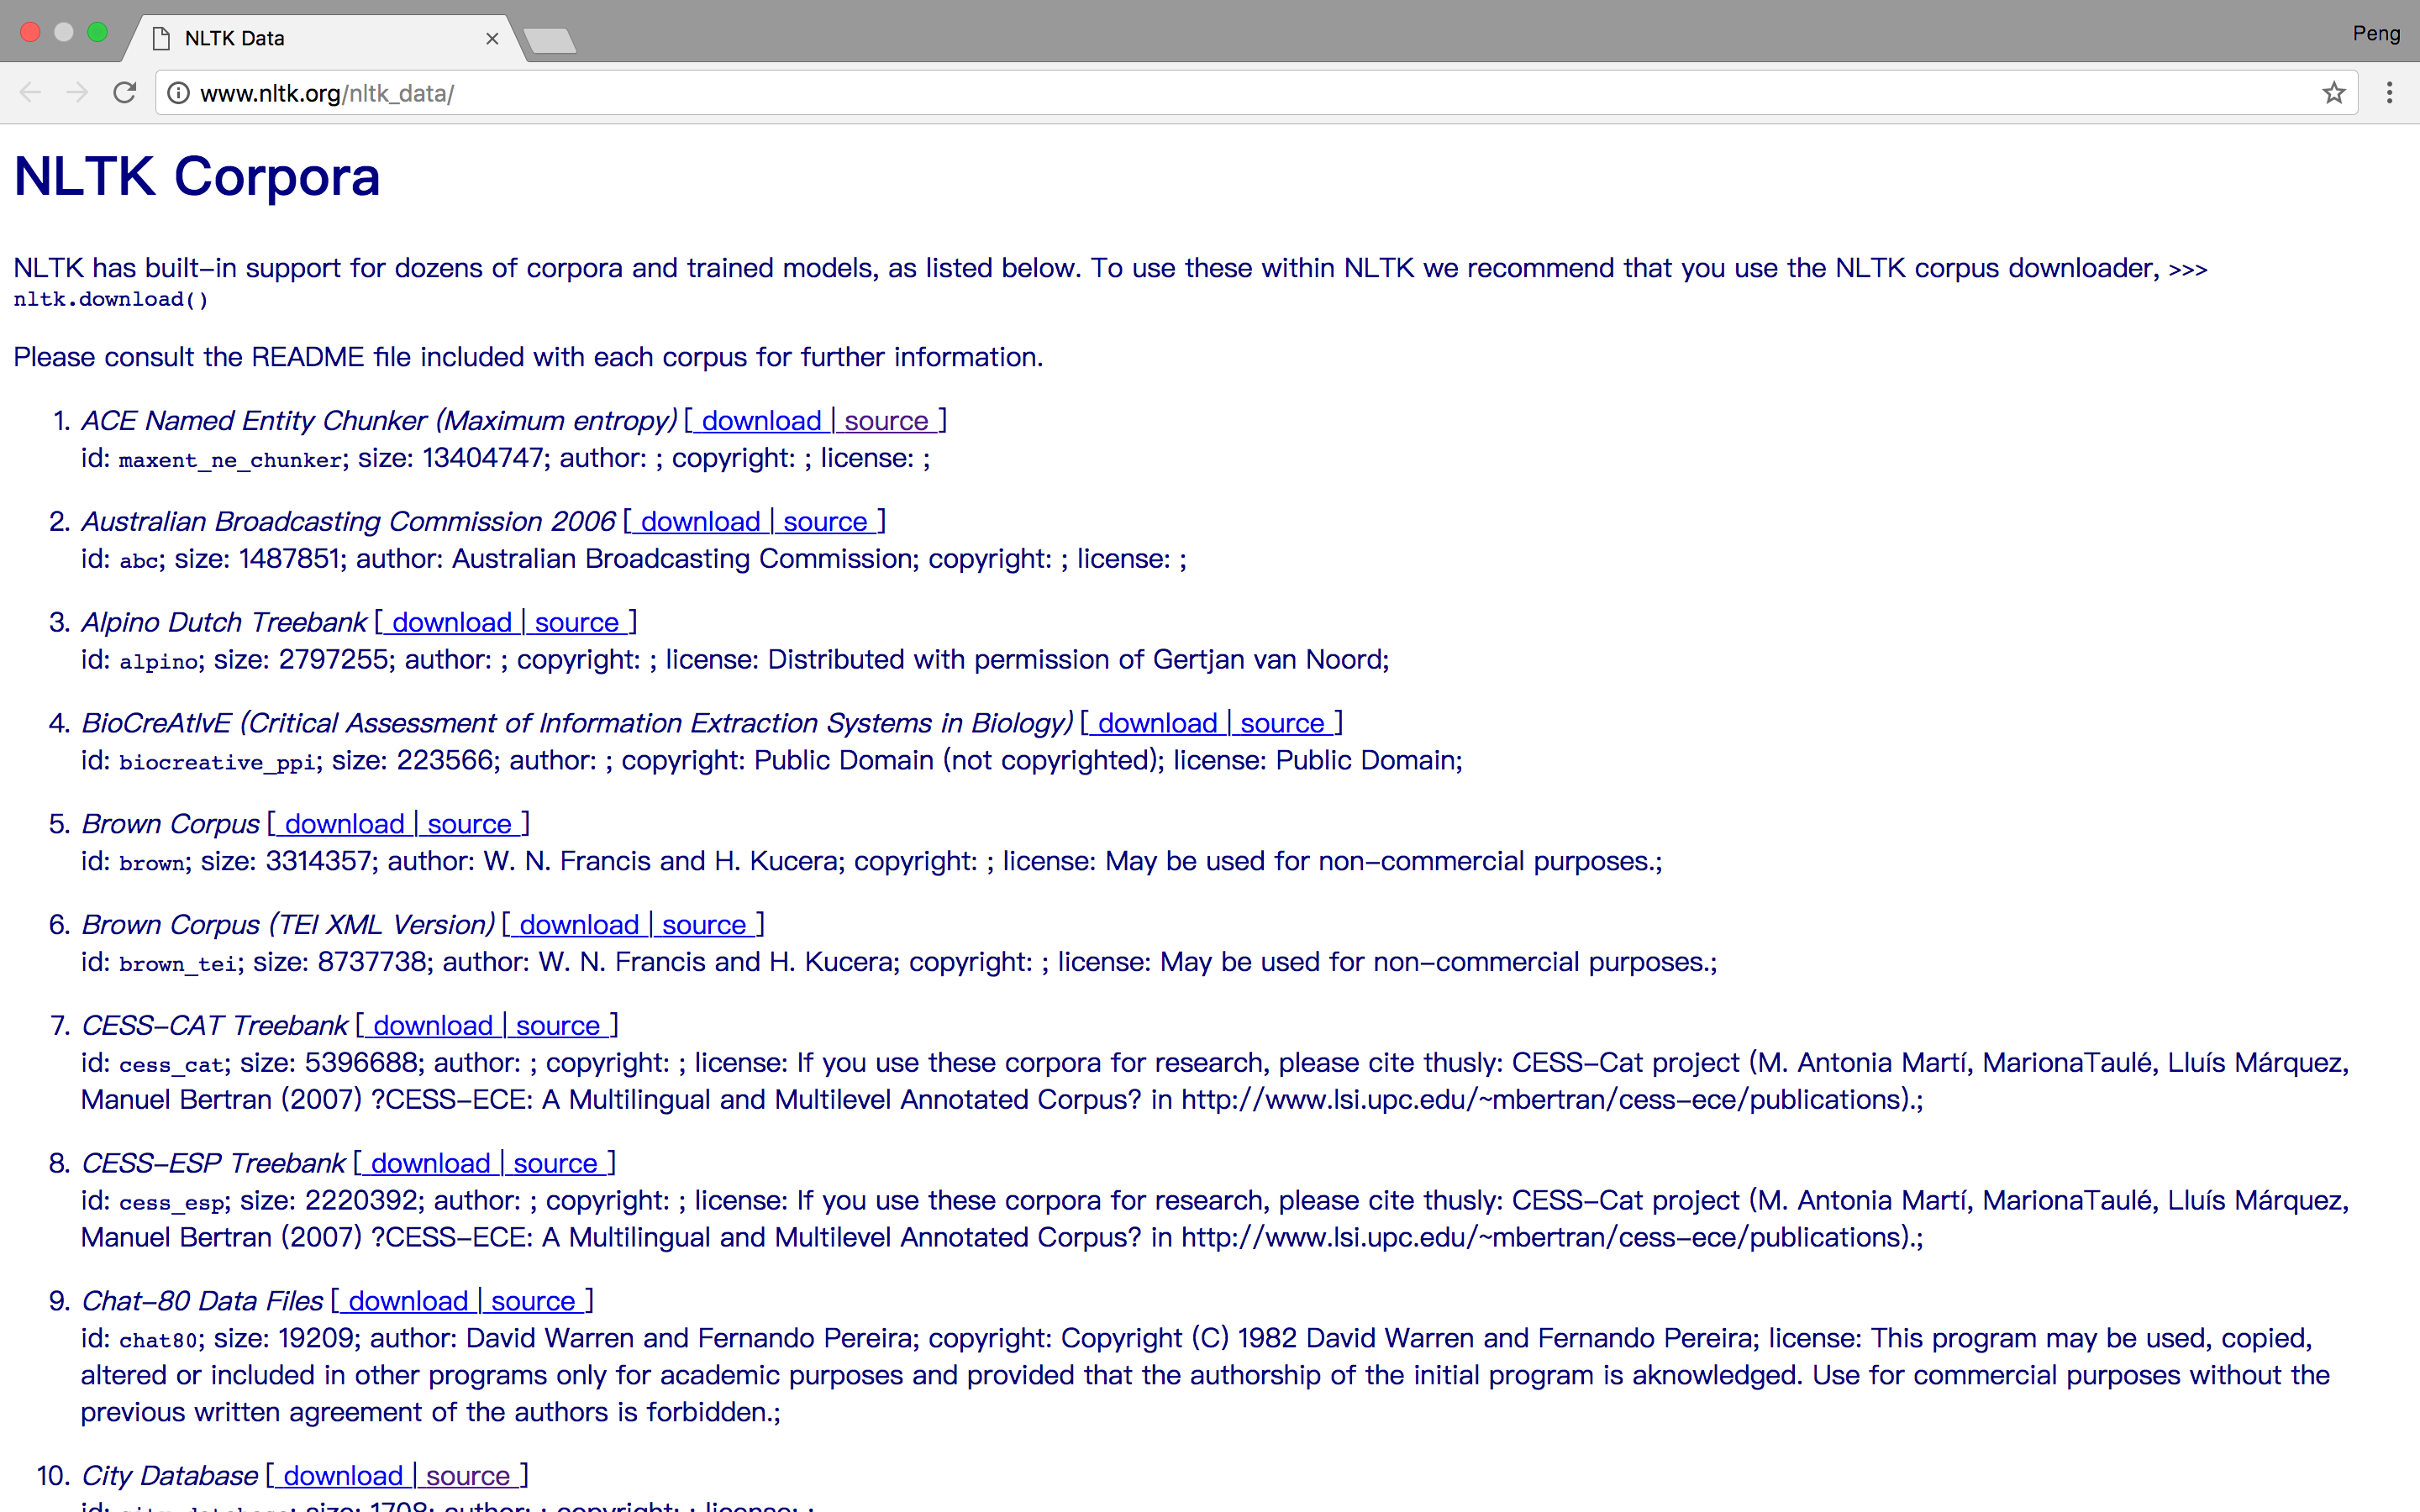 NLTK Data
Peng
www.nltk.org/nltk_data/
NLTK Corpora
NLTK has built-in support for dozens of corpora and trained models, as listed below. To use these within NLTK we recommend that you use the NLTK corpus downloader, >>>
nltk.download()
Please consult the README file included with each corpus for further information.
1. ACE Named Entity Chunker (Maximum entropy) [ download | source ]
id: maxent_ne_chunker; size: 13404747; author: ; copyright: ; license: ;
2. Australian Broadcasting Commission 2006 [ download | source ]
id: abc; size: 1487851; author: Australian Broadcasting Commission; copyright: ; license: ;
3. Alpino Dutch Treebank [ download | source ]
id: alpino; size: 2797255; author: ; copyright: ; license: Distributed with permission of Gertjan van Noord;
4. BioCreAtIvE (Critical Assessment of Information Extraction Systems in Biology) [ download | source ]
id: biocreative_ppi; size: 223566; author: ; copyright: Public Domain (not copyrighted); license: Public Domain;
5. Brown Corpus [ download | source ]
id: brown; size: 3314357; author: W. N. Francis and H. Kucera; copyright: ; license: May be used for non-commercial purposes.;
6. Brown Corpus (TEI XML Version) [ download | source ]
id: brown_tei; size: 8737738; author: W. N. Francis and H. Kucera; copyright: ; license: May be used for non-commercial purposes.;
7. CESS-CAT Treebank [ download | source ]
id: cess_cat; size: 5396688; author: ; copyright: ; license: If you use these corpora for research, please cite thusly: CESS-Cat project (M. Antonia Martí, MarionaTaulé, Lluís Márquez,
Manuel Bertran (2007) ?CESS-ECE: A Multilingual and Multilevel Annotated Corpus? in http://www.lsi.upc.edu/~mbertran/cess-ece/publications).;
8. CESS-ESP Treebank [ download | source ]
id: cess_esp; size: 2220392; author: ; copyright: ; license: If you use these corpora for research, please cite thusly: CESS-Cat project (M. Antonia Martí, MarionaTaulé, Lluís Márquez,
Manuel Bertran (2007) ?CESS-ECE: A Multilingual and Multilevel Annotated Corpus? in http://www.lsi.upc.edu/~mbertran/cess-ece/publications).;
9. Chat-80 Data Files [ download | source ]
id: chat80; size: 19209; author: David Warren and Fernando Pereira; copyright: Copyright (C) 1982 David Warren and Fernando Pereira; license: This program may be used, copied,
altered or included in other programs only for academic purposes and provided that the authorship of the initial program is aknowledged. Use for commercial purposes without the
previous written agreement of the authors is forbidden.;
10. City Database [ download | source ]
id: city_database; size: 1708; author: ; copyright: ; license: ;